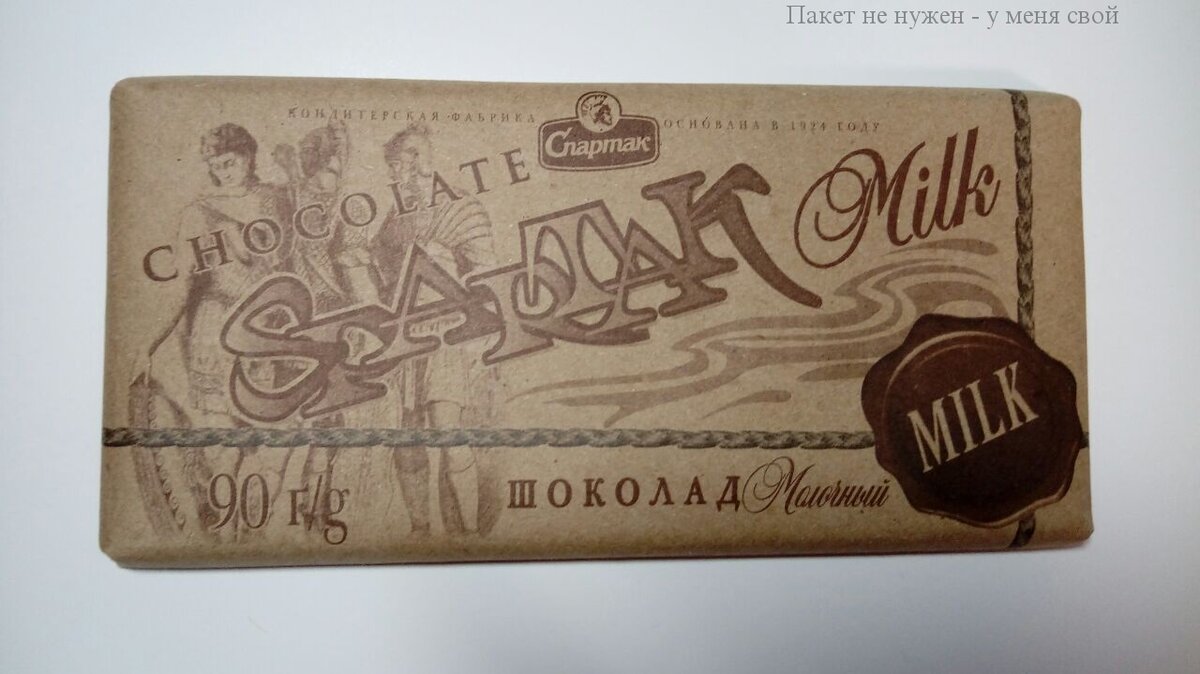 Пакет не нужен - у меня свой
КОНДИТЕРСКАЯ ФАБРИКА
Спартак
ОСНОВАНА В 1924 ГОДУ
CHOCOLATE
SPARTAK
Milk
MILK
90 г/g
ШОКОЛАД Молочный